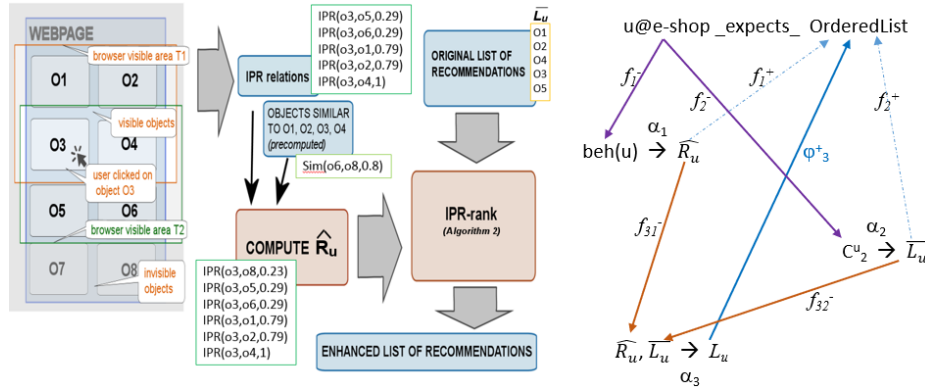 WEBPAGE
browser visible area T1
O1
O2
visible objects
O3
O4
user clicked on
object O3
O5
O6
browser visible area T2
O7
O8
invisible
objects
IPR relations
IPR(o3,o5,0.29)
IPR(o3,o6,0.29)
IPR(o3,o1,0.79)
IPR(o3,o2,0.79)
IPR(o3,o4,1)
OBJECTS SIMILAR
TO O1, O2, O3, O4
(precomputed)
Sim(o6,o8,0.8)
COMPUTE R̂u
IPR(o3,o8,0.23)
IPR(o3,o5,0.29)
IPR(o3,o6,0.29)
IPR(o3,o1,0.79)
IPR(o3,o2,0.79)
IPR(o3,o4,1)
ORIGINAL LIST OF
RECOMMENDATIONS
L̅u
O1
O2
O4
O3
O5
IPR-rank
(Algorithm 2)
ENHANCED LIST OF RECOMMENDATIONS
u@e-shop _expects_ OrderedList
f1-
f1+
f2-
f2+
α1
beh(u) → R̂u
φ+3
f31-
α2
Cu2 → L̅u
f32-
R̂u, L̅u → Lu
α3